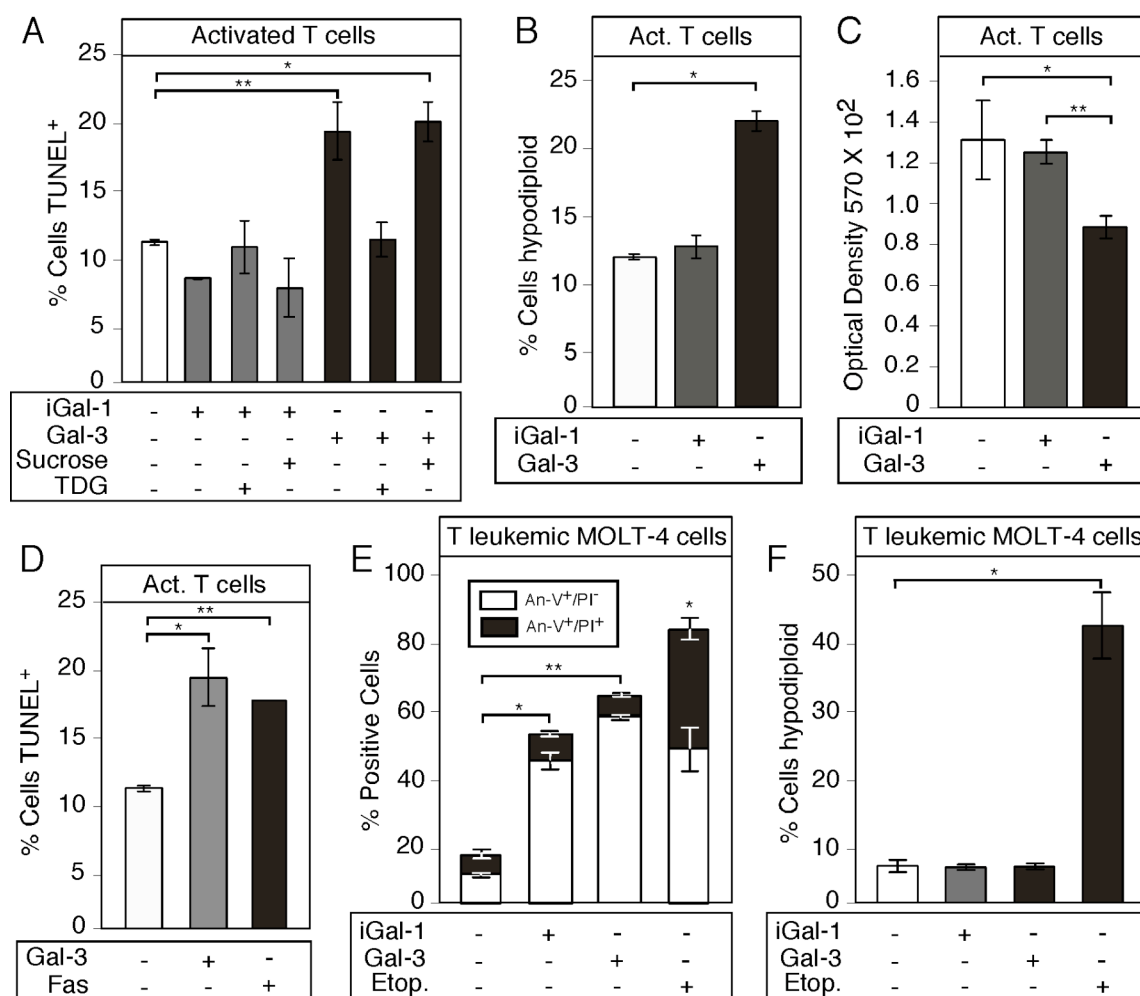 A
Activated T cells
% Cells TUNEL+
25
20
15
10
5
0
**
*
iGal-1 - + + + - - -
Gal-3 - - - - + + +
Sucrose - - - + - - +
TDG - - + - - + -
B
Act. T cells
% Cells hypodiploid
25
20
15
10
5
0
*
iGal-1 - + -
Gal-3 - - +
C
Act. T cells
Optical Density 570 X 10²
1.6
1.4
1.2
1.0
0.8
0.6
0.4
0.2
0
*
**
iGal-1 - + -
Gal-3 - - +
D
Act. T cells
% Cells TUNEL+
25
20
15
10
5
0
**
*
Gal-3 - + -
Fas - - +
E
T leukemic MOLT-4 cells
% Positive Cells
100
80
60
40
20
0
An-V+/PI-
An-V+/PI+
*
**
*
iGal-1 - + - -
Gal-3 - - + -
Etop. - - - +
F
T leukemic MOLT-4 cells
% Cells hypodiploid
50
40
30
20
10
0
*
iGal-1 - + - -
Gal-3 - - + -
Etop. - - - +